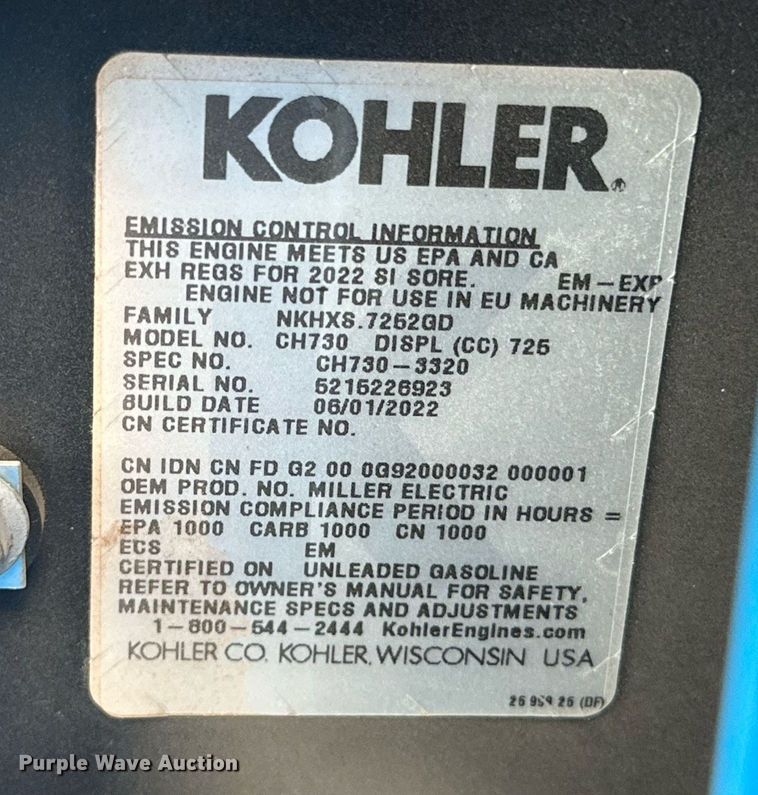 KOHLER
EMISSION CONTROL INFORMATION
THIS ENGINE MEETS US EPA AND CA
EXH REGS FOR 2022 SI SORE. EM-EXP
ENGINE NOT FOR USE IN EU MACHINERY
FAMILY NKHXS.7252GD
MODEL NO. CH730 DISPL (CC) 725
SPEC NO. CH730-3320
SERIAL NO. 5215226923
BUILD DATE 06/01/2022
CN CERTIFICATE NO.
CN IDN CN FD G2 00 0G92000032 000001
OEM PROD. NO. MILLER ELECTRIC
EMISSION COMPLIANCE PERIOD IN HOURS =
EPA 1000 CARB 1000 CN 1000
ECS EM
CERTIFIED ON UNLEADED GASOLINE
REFER TO OWNER'S MANUAL FOR SAFETY,
MAINTENANCE SPECS AND ADJUSTMENTS
1-800-544-2444 KohlerEngines.com
KOHLER CO. KOHLER, WISCONSIN USA
25 (DF)
Purple Wave Auction